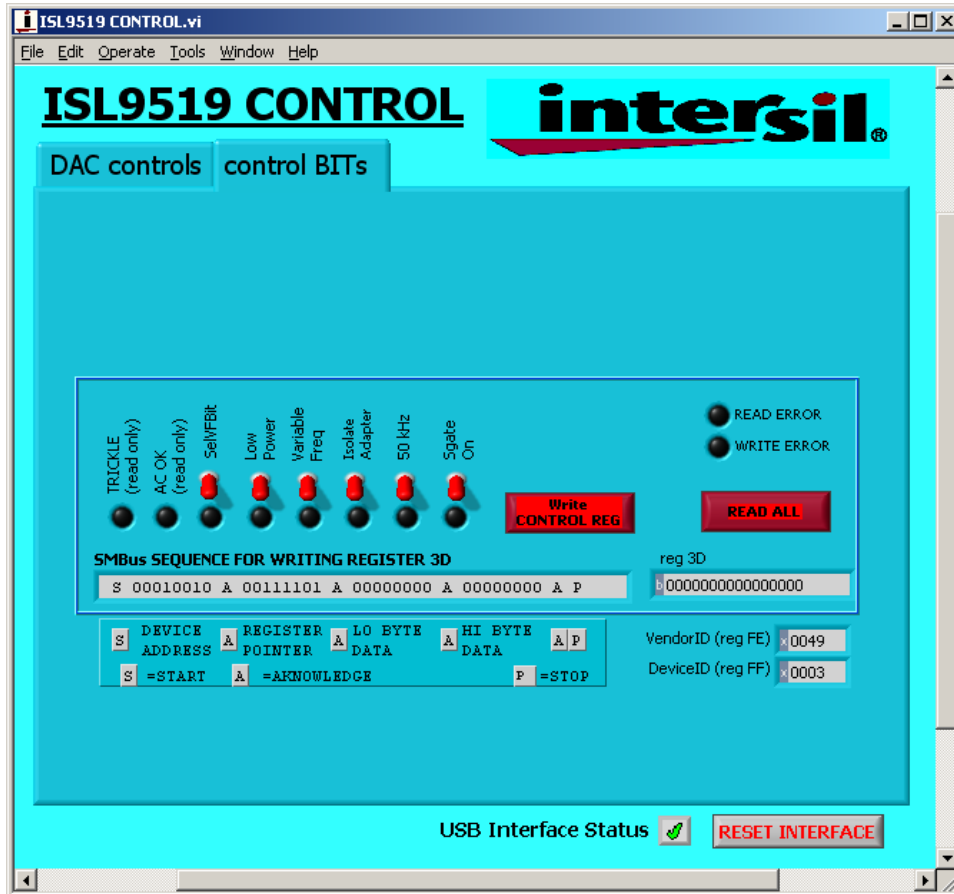 ISL9519 CONTROL.vi
File Edit Operate Tools Window Help
ISL9519 CONTROL
intersil®
DAC controls
control BITs
TRICKLE
(read only)
AC OK
(read only)
SelVFBit
Low
Power
Variable
Freq
Isolate
Adapter
50 kHz
Sgate
On
READ ERROR
WRITE ERROR
Write
CONTROL REG
READ ALL
SMBus SEQUENCE FOR WRITING REGISTER 3D
S 00010010 A 00111101 A 00000000 A 00000000 A P
reg 3D
b 0000000000000000
S DEVICE ADDRESS A REGISTER POINTER A LO BYTE DATA A HI BYTE DATA A P
S =START A =AKNOWLEDGE P =STOP
VendorID (reg FE) x 0049
DeviceID (reg FF) x 0003
USB Interface Status
RESET INTERFACE